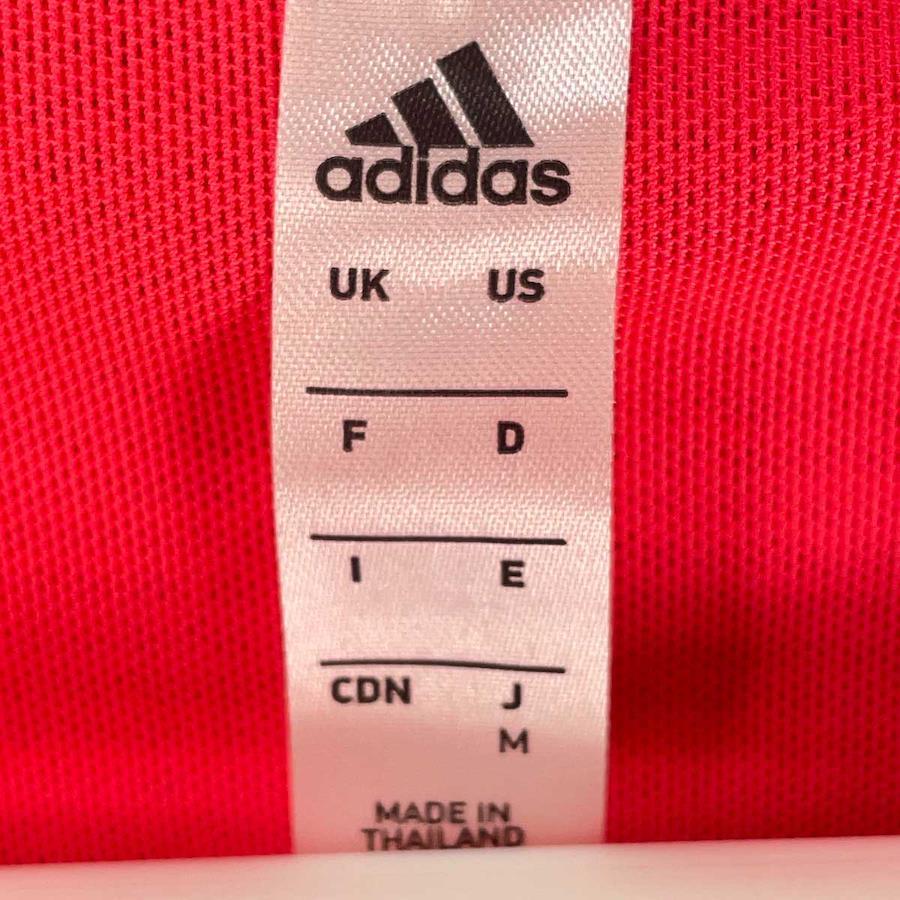 adidas
UK US
F D
I E
CDN J
M
MADE IN
THAILAND